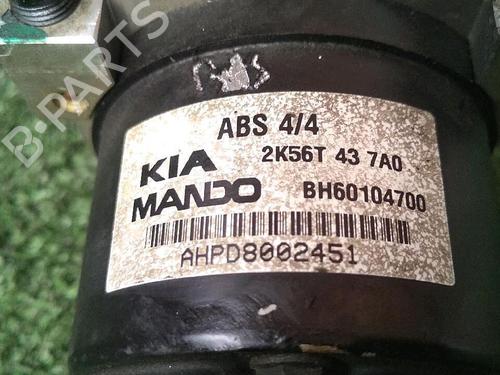 B-PARTS
ABS 4/4
KIA 2K56T 43 7A0
MANDO BH60104700
AHPD8002451